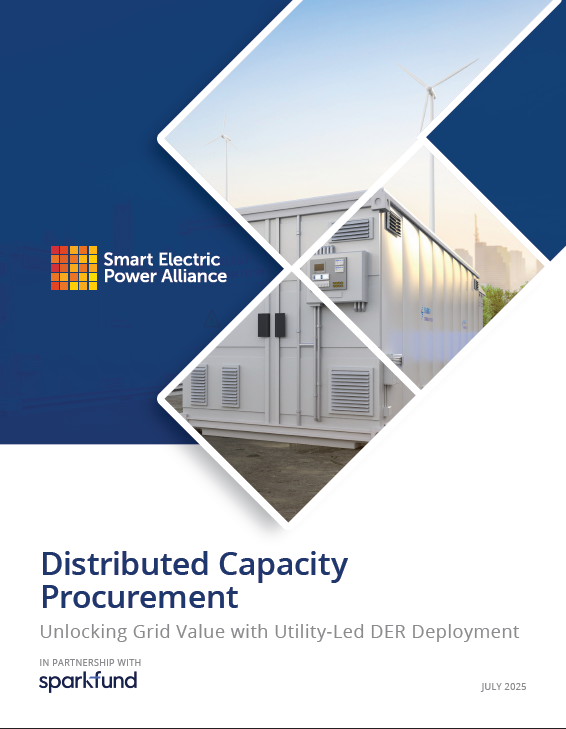 Smart Electric
Power Alliance
Distributed Capacity
Procurement
Unlocking Grid Value with Utility-Led DER Deployment
IN PARTNERSHIP WITH
sparkfund
JULY 2025